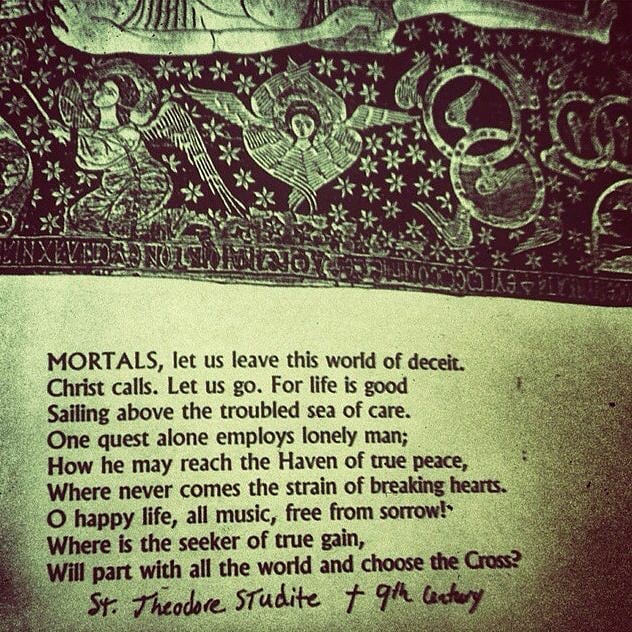 MORTALS, let us leave this world of deceit.
Christ calls. Let us go. For life is good
Sailing above the troubled sea of care.
One quest alone employs lonely man;
How he may reach the Haven of true peace,
Where never comes the strain of breaking hearts.
O happy life, all music, free from sorrow!
Where is the seeker of true gain,
Will part with all the world and choose the Cross?
St. Theodore Studite † 9th Century